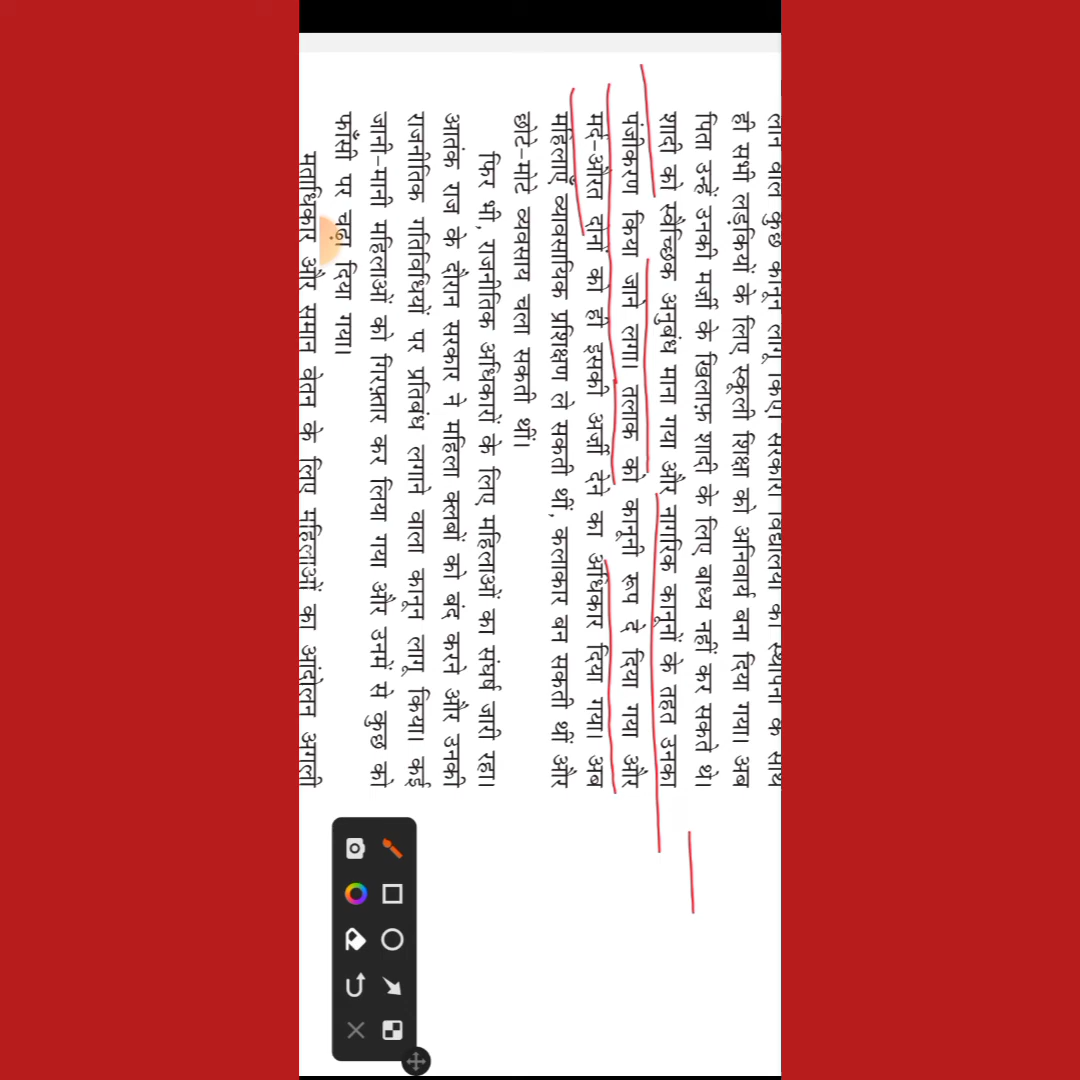 लाने वाले कुछ कानून लागू किए। सरकारी विद्यालयों की स्थापना के साथ
ही सभी लड़कियों के लिए स्कूली शिक्षा को अनिवार्य बना दिया गया। अब
पिता उन्हें उनकी मर्ज़ी के खिलाफ़ शादी के लिए बाध्य नहीं कर सकते थे।
शादी को स्वैच्छिक अनुबंध माना गया और नागरिक कानूनों के तहत उनका
पंजीकरण किया जाने लगा। तलाक को कानूनी रूप दे दिया गया और
मर्द-औरत दोनों को ही इसकी अर्ज़ी देने का अधिकार दिया गया। अब
महिलाएँ व्यावसायिक प्रशिक्षण ले सकती थीं, कलाकार बन सकती थीं और
छोटे-मोटे व्यवसाय चला सकती थीं।
फिर भी, राजनीतिक अधिकारों के लिए महिलाओं का संघर्ष जारी रहा।
आतंक राज के दौरान सरकार ने महिला क्लबों को बंद करने और उनकी
राजनीतिक गतिविधियों पर प्रतिबंध लगाने वाला कानून लागू किया। कई
जानी-मानी महिलाओं को गिरफ़्तार कर लिया गया और उनमें से कुछ को
फाँसी पर चढ़ा दिया गया।
मताधिकार और समान वेतन के लिए महिलाओं का आंदोलन अगली